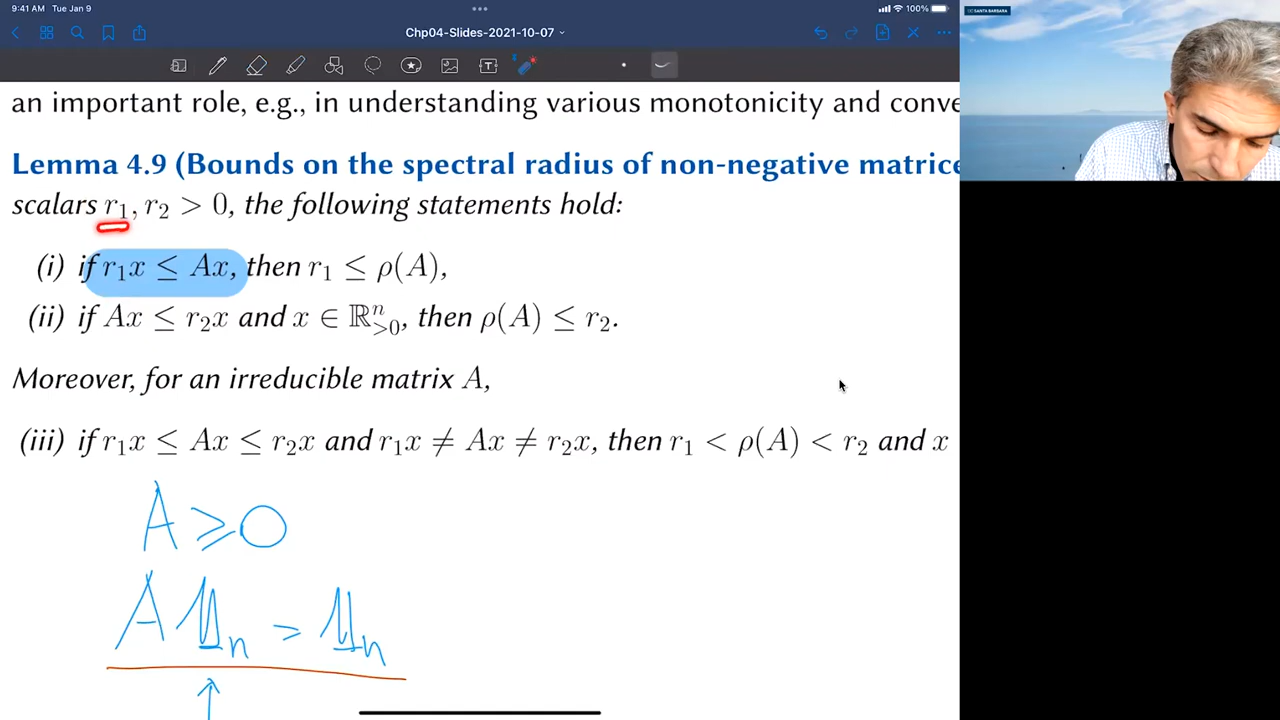 9:41 AM Tue Jan 9
100%
Chp04-Slides-2021-10-07
SANTA BARBARA
an important role, e.g., in understanding various monotonicity and conve
Lemma 4.9 (Bounds on the spectral radius of non-negative matrice
scalars r₁, r₂ > 0, the following statements hold:
(i) if r₁x ≤ Ax, then r₁ ≤ ρ(A),
(ii) if Ax ≤ r₂x and x ∈ ℝⁿ>0, then ρ(A) ≤ r₂.
Moreover, for an irreducible matrix A,
(iii) if r₁x ≤ Ax ≤ r₂x and r₁x ≠ Ax ≠ r₂x, then r₁ < ρ(A) < r₂ and x
A ≥ 0
A 𝟙n = 𝟙n